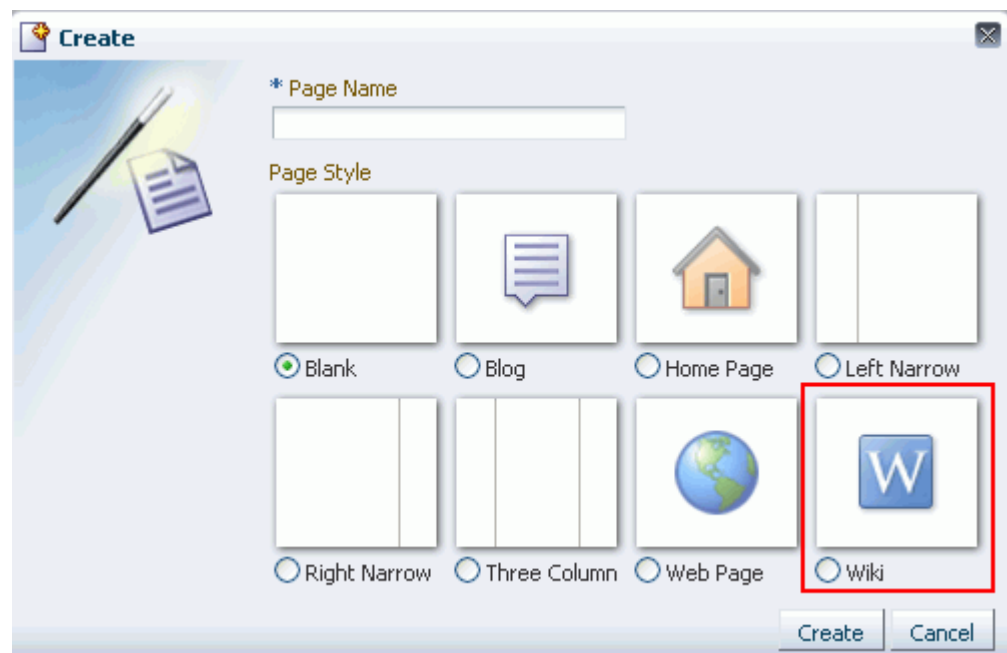 Create
* Page Name
Page Style
Blank Blog Home Page Left Narrow
W
Right Narrow Three Column Web Page Wiki
Create Cancel